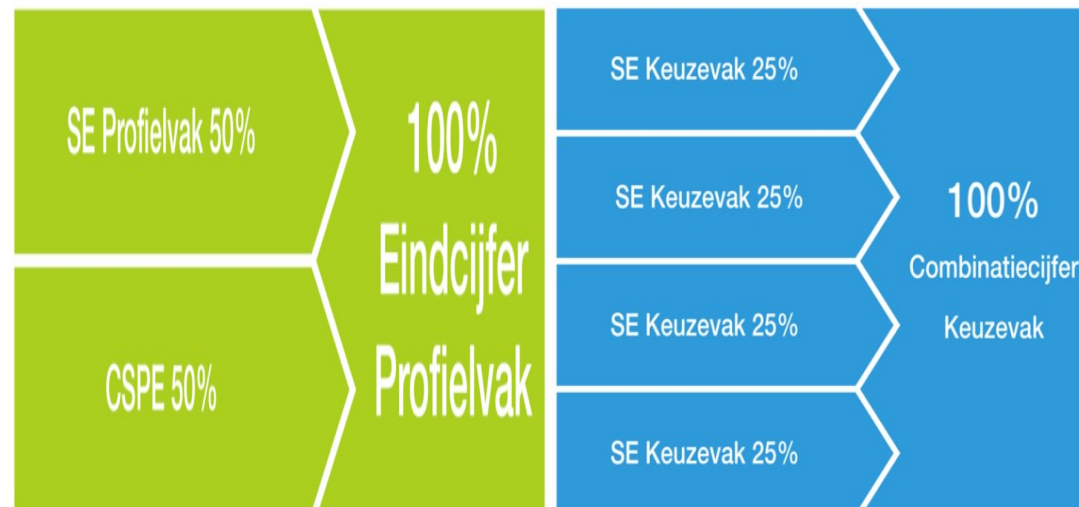 SE Profielvak 50%
CSPE 50%
100%
Eindcijfer
Profielvak
SE Keuzevak 25%
SE Keuzevak 25%
SE Keuzevak 25%
SE Keuzevak 25%
100%
Combinatiecijfer
Keuzevak